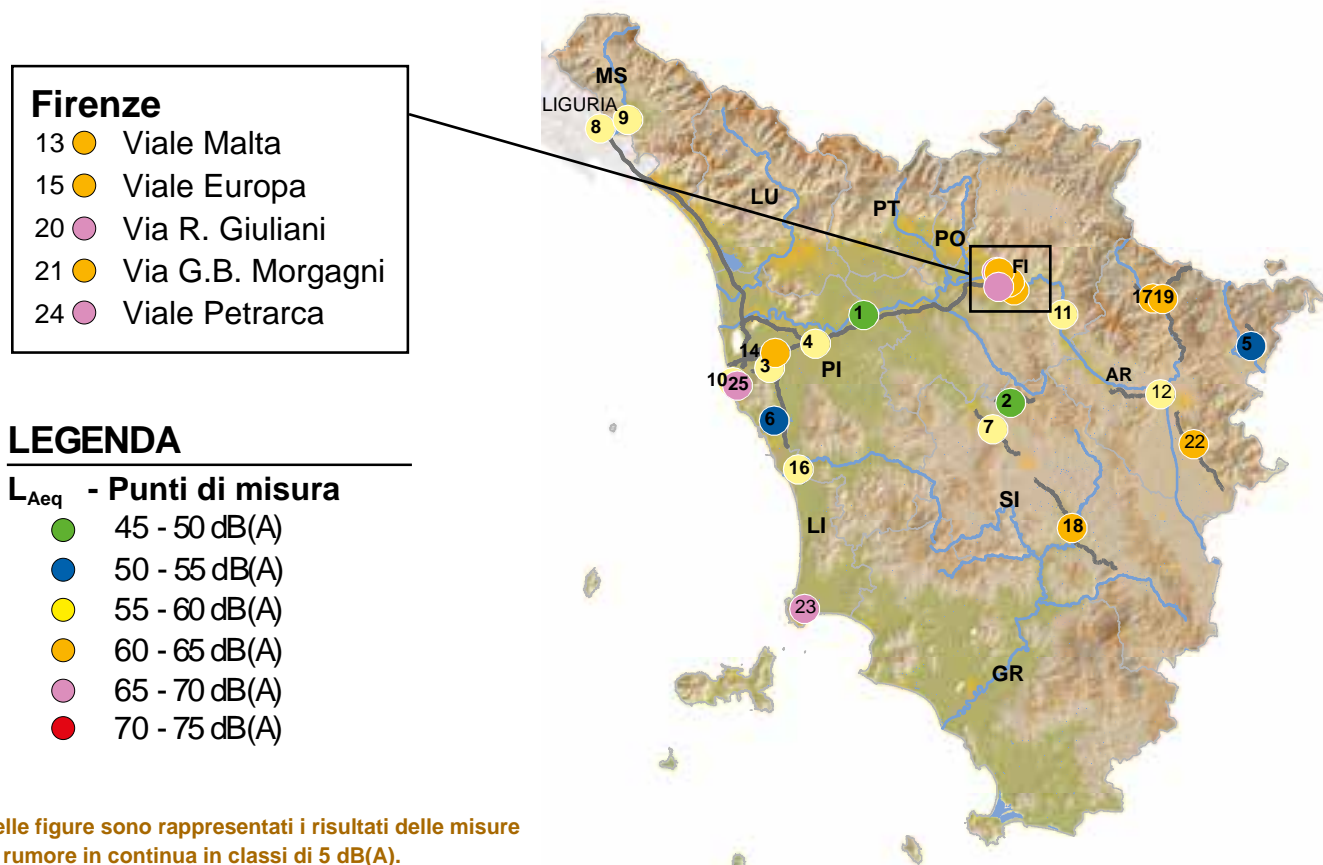 Firenze
13 Viale Malta
15 Viale Europa
20 Via R. Giuliani
21 Via G.B. Morgagni
24 Viale Petrarca
LEGENDA
LAeq - Punti di misura
45 - 50 dB(A)
50 - 55 dB(A)
55 - 60 dB(A)
60 - 65 dB(A)
65 - 70 dB(A)
70 - 75 dB(A)
elle figure sono rappresentati i risultati delle misure
rumore in continua in classi di 5 dB(A).
MS
LIGURIA
8
9
LU
PT
PO
FI
17
19
11
1
4
14
3
PI
5
10
25
AR
12
2
6
7
22
16
SI
LI
18
23
GR